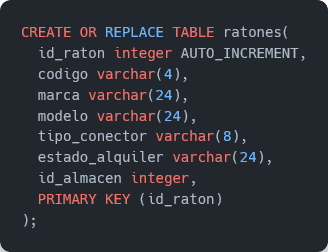 CREATE OR REPLACE TABLE ratones(
  id_raton integer AUTO_INCREMENT,
  codigo varchar(4),
  marca varchar(24),
  modelo varchar(24),
  tipo_conector varchar(8),
  estado_alquiler varchar(24),
  id_almacen integer,
  PRIMARY KEY (id_raton)
);